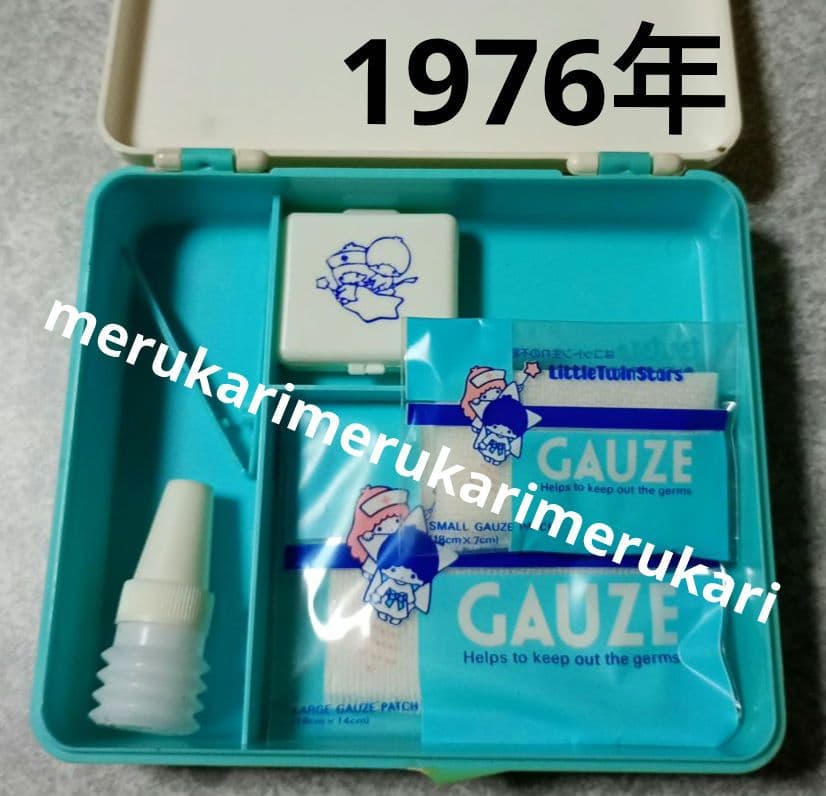 1976年
LittleTwinStars®
GAUZE
Helps to keep out the germs
SMALL GAUZE
(18cm×7cm)
merukarimerukarimerukari
GAUZE
Helps to keep out the germs
LARGE GAUZE PATCH
14cm)